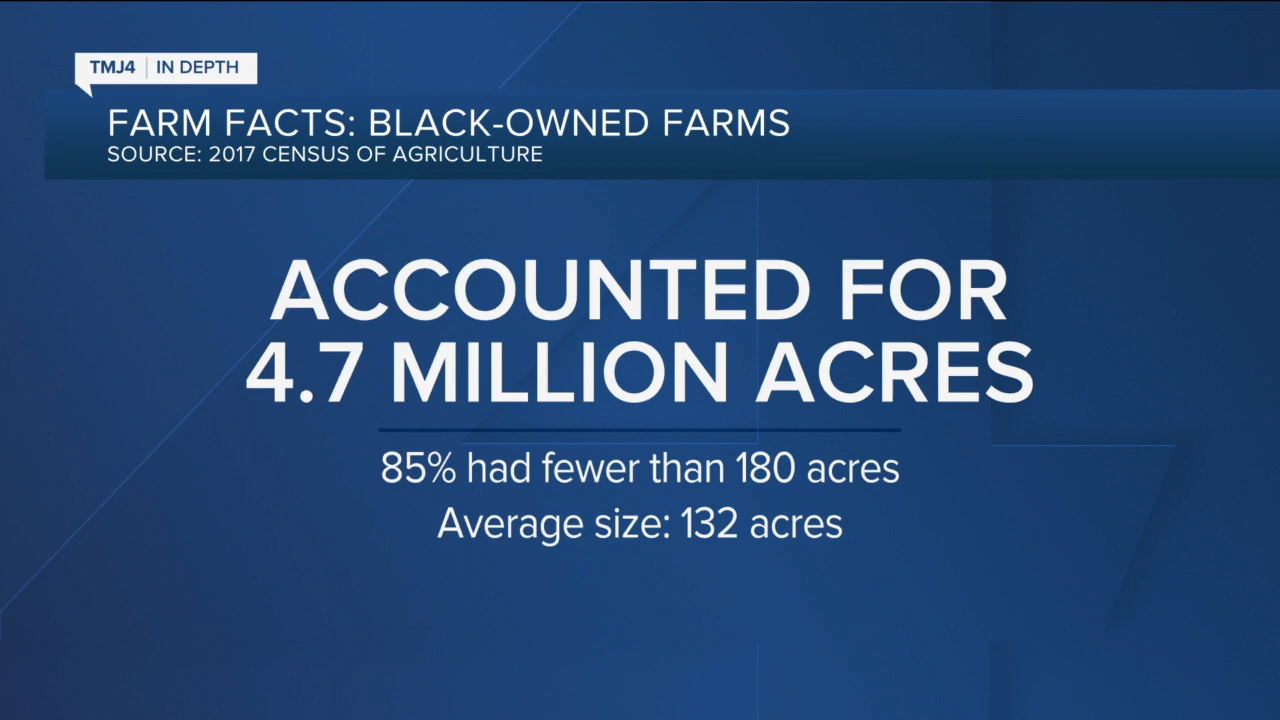 TMJ4 | IN DEPTH
FARM FACTS: BLACK-OWNED FARMS
SOURCE: 2017 CENSUS OF AGRICULTURE
ACCOUNTED FOR
4.7 MILLION ACRES
85% had fewer than 180 acres
Average size: 132 acres